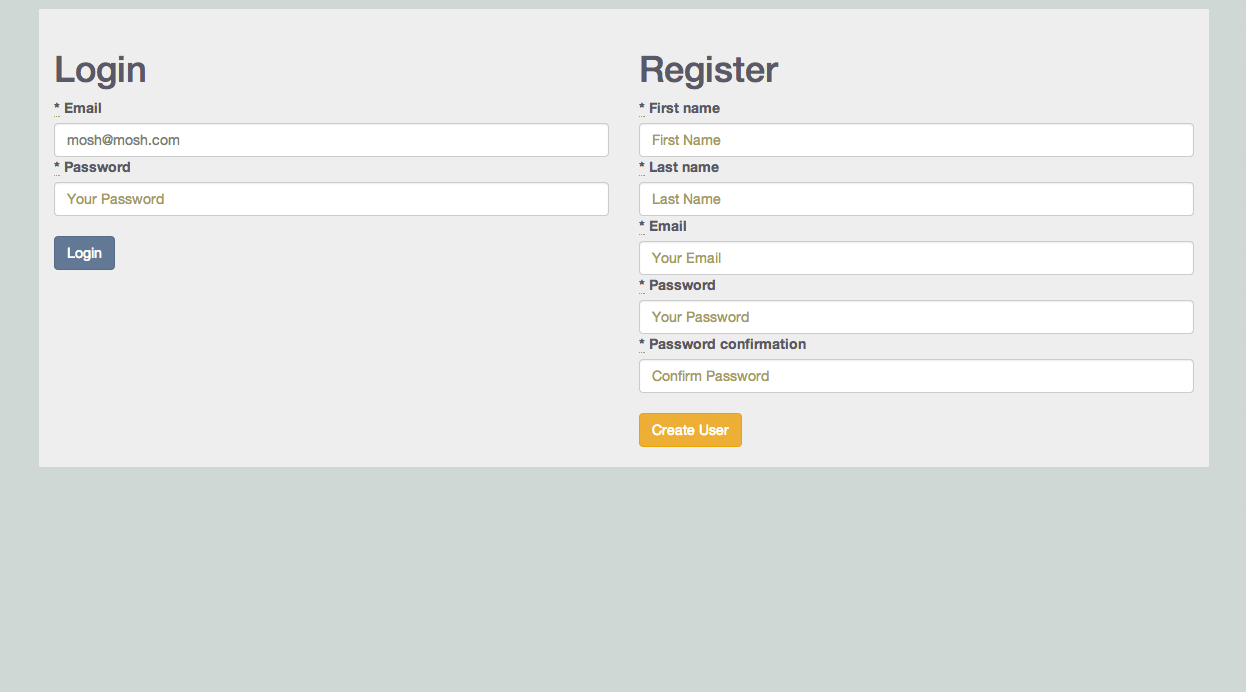 Login
* Email
mosh@mosh.com
* Password
Your Password
Login
Register
* First name
First Name
* Last name
Last Name
* Email
Your Email
* Password
Your Password
* Password confirmation
Confirm Password
Create User